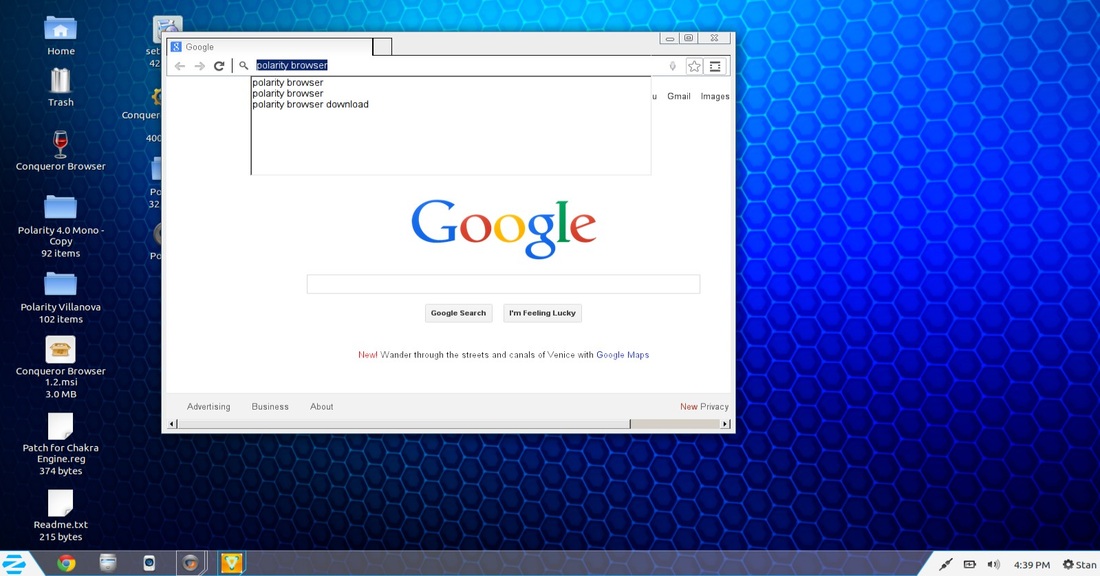 Home
Trash
Conqueror Browser
Polarity 4.0 Mono -
Copy
92 items
Polarity Villanova
102 items
Conqueror Browser
1.2.msi
3.0 MB
Patch for Chakra
Engine.reg
374 bytes
Readme.txt
215 bytes
set
42
Conquer
400
Po
32
Po
Google
polarity browser
polarity browser
polarity browser
polarity browser download
u Gmail Images
Google
Google Search I'm Feeling Lucky
New! Wander through the streets and canals of Venice with Google Maps
Advertising Business About New Privacy
4:39 PM Stan